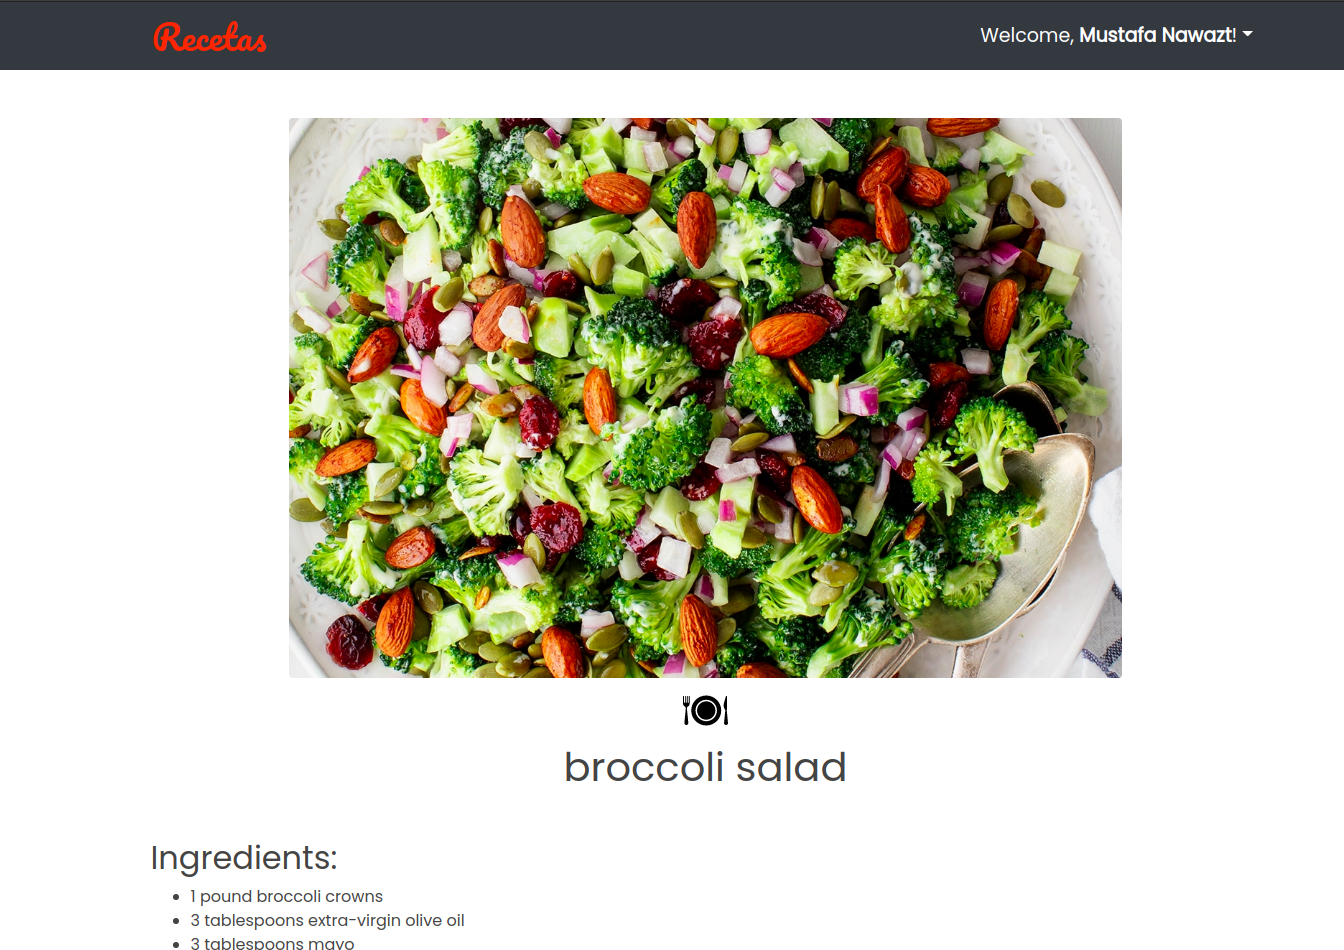 Recetas
Welcome, Mustafa Nawazt!
broccoli salad
Ingredients:
1 pound broccoli crowns
3 tablespoons extra-virgin olive oil
3 tablespoons mayo